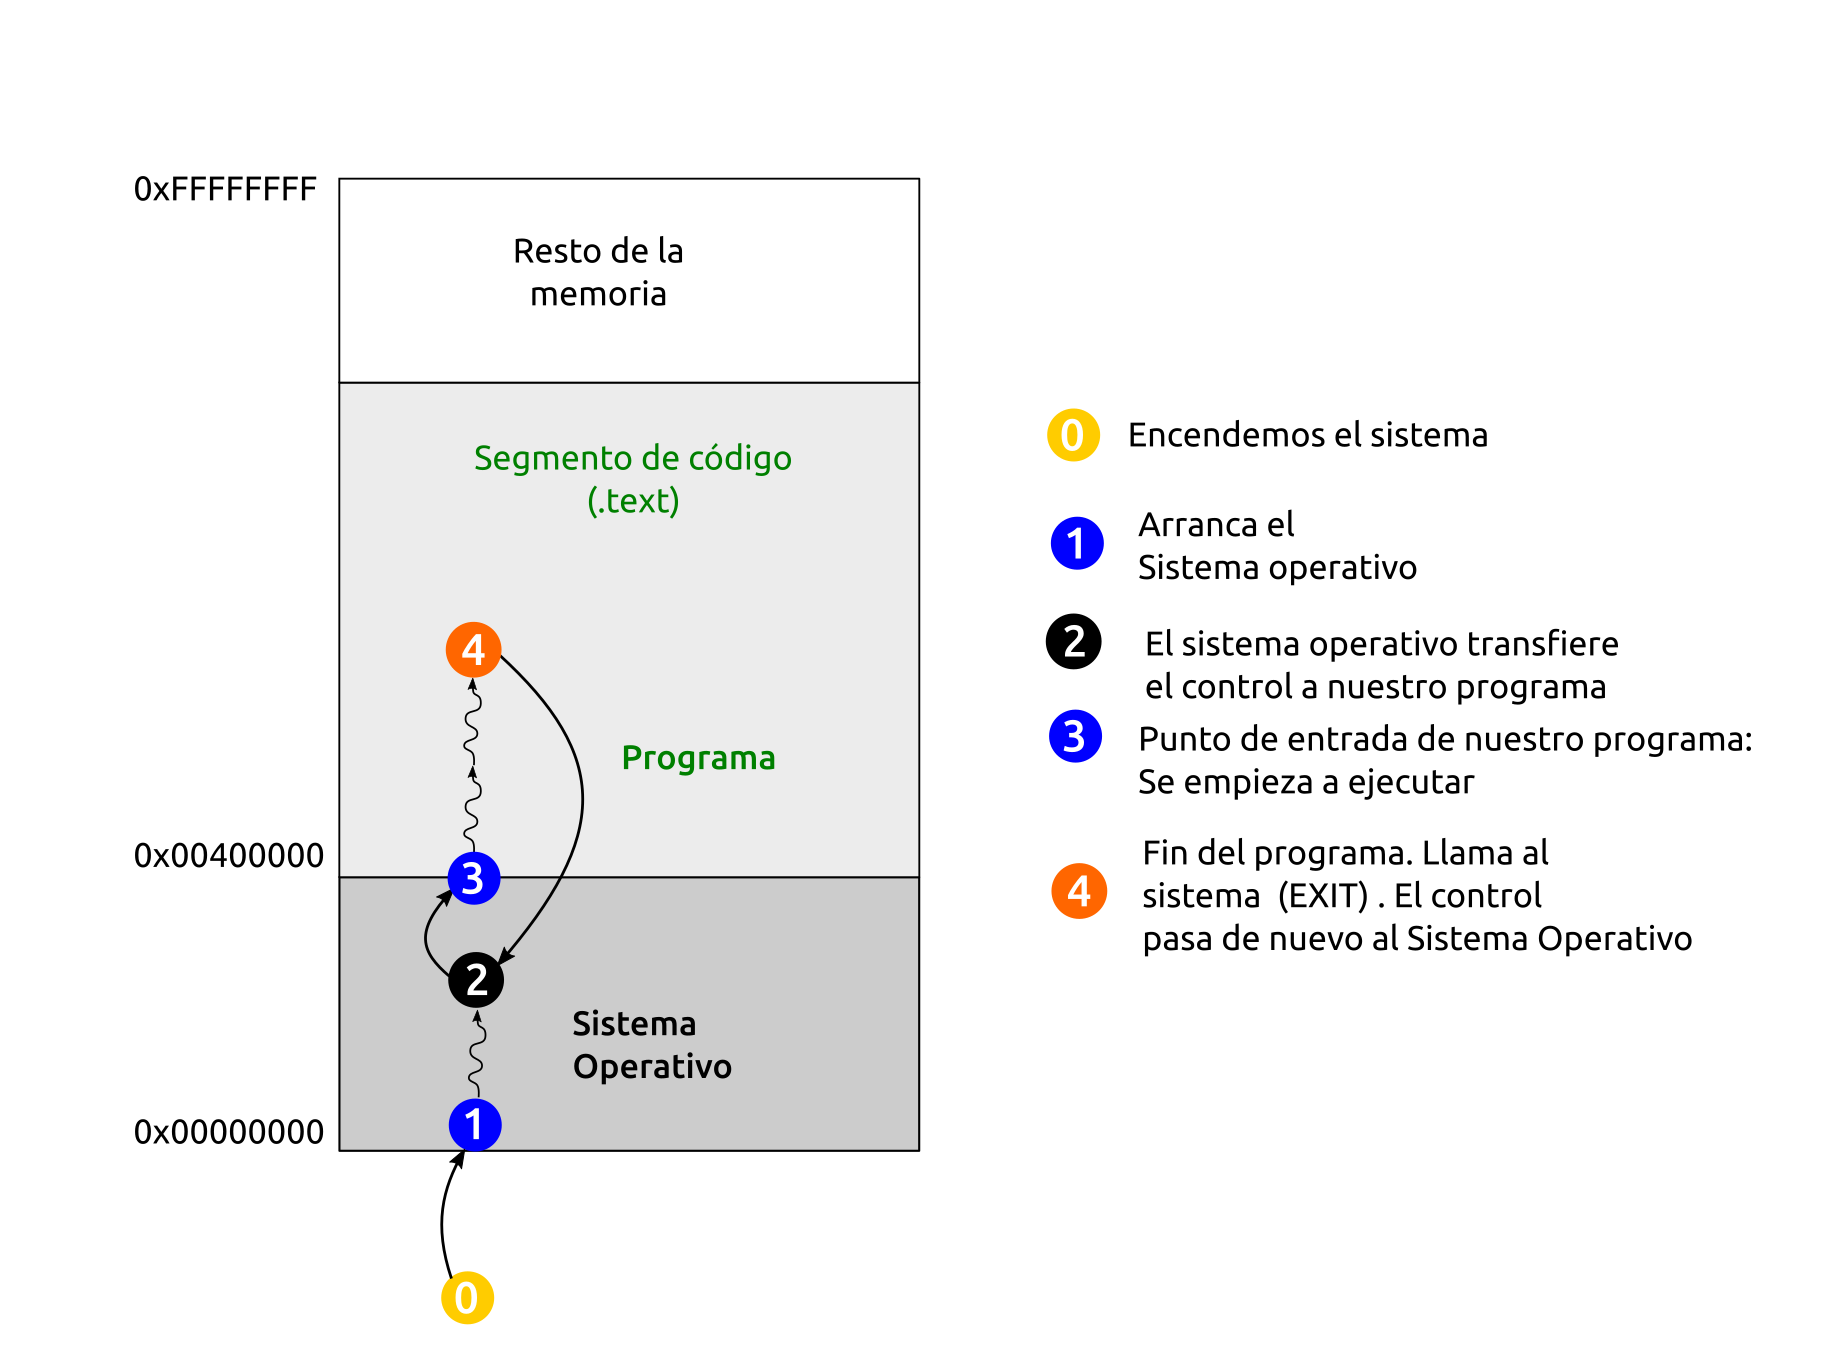 0xFFFFFFFF
Resto de la
memoria
Segmento de código
(.text)
4
Programa
0x00400000
3
2
Sistema
Operativo
0x00000000
1
0
0 Encendemos el sistema
1 Arranca el
Sistema operativo
2 El sistema operativo transfiere
el control a nuestro programa
3 Punto de entrada de nuestro programa:
Se empieza a ejecutar
4 Fin del programa. Llama al
sistema (EXIT) . El control
pasa de nuevo al Sistema Operativo